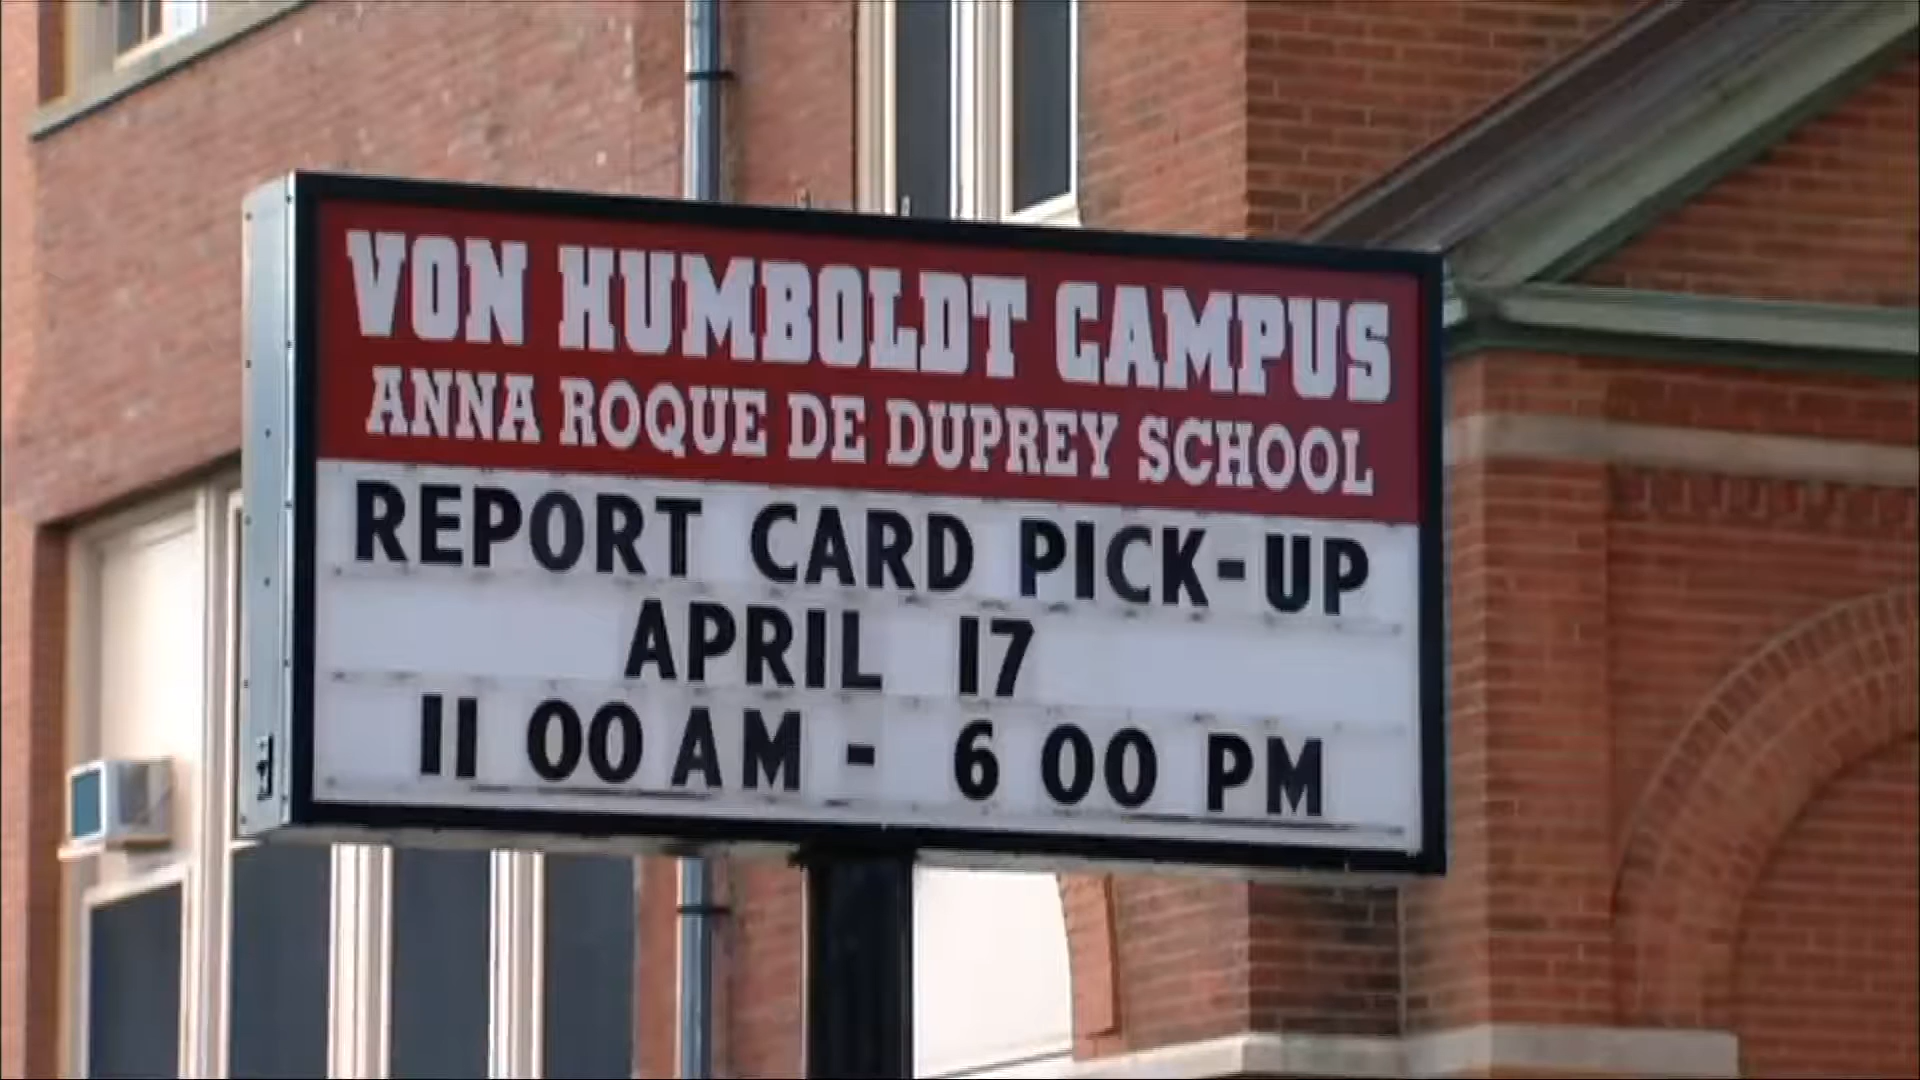 VON HUMBOLDT CAMPUS
ANNA ROQUE DE DUPREY SCHOOL
REPORT CARD PICK-UP
APRIL 17
11 00 AM - 6 00 PM